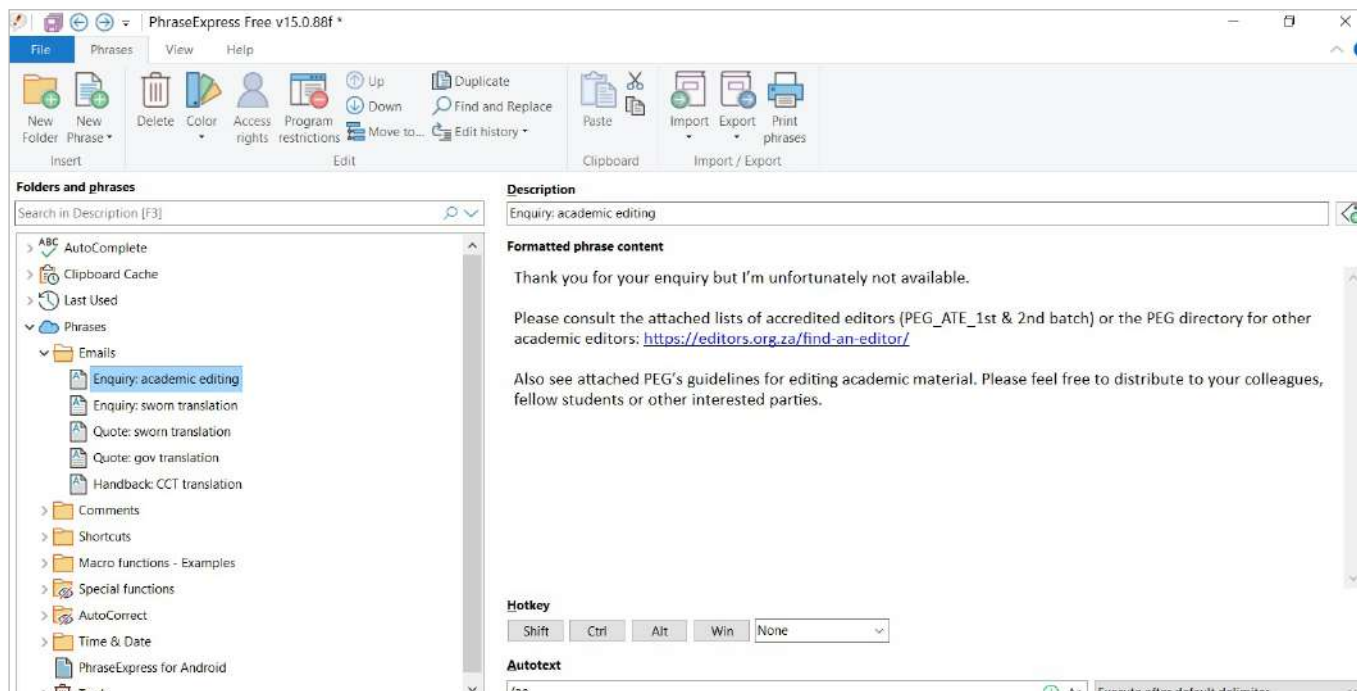 PhraseExpress Free v15.0.88f *
File Phrases View Help
New Folder
New Phrase
Delete
Color
Access rights
Program restrictions
Up
Down
Move to...
Duplicate
Find and Replace
Edit history
Paste
Import
Export
Print phrases
Insert
Edit
Clipboard
Import / Export
Folders and phrases
Search in Description [F3]
ABC AutoComplete
Clipboard Cache
Last Used
Phrases
Emails
Enquiry: academic editing
Enquiry: sworn translation
Quote: sworn translation
Quote: gov translation
Handback: CCT translation
Comments
Shortcuts
Macro functions - Examples
Special functions
AutoCorrect
Time & Date
PhraseExpress for Android
Description
Enquiry: academic editing
Formatted phrase content
Thank you for your enquiry but I'm unfortunately not available.
Please consult the attached lists of accredited editors (PEG_ATE_1st & 2nd batch) or the PEG directory for other
academic editors: https://editors.org.za/find-an-editor/
Also see attached PEG's guidelines for editing academic material. Please feel free to distribute to your colleagues,
fellow students or other interested parties.
Hotkey
Shift Ctrl Alt Win None
Autotext
Execute after default delimiter